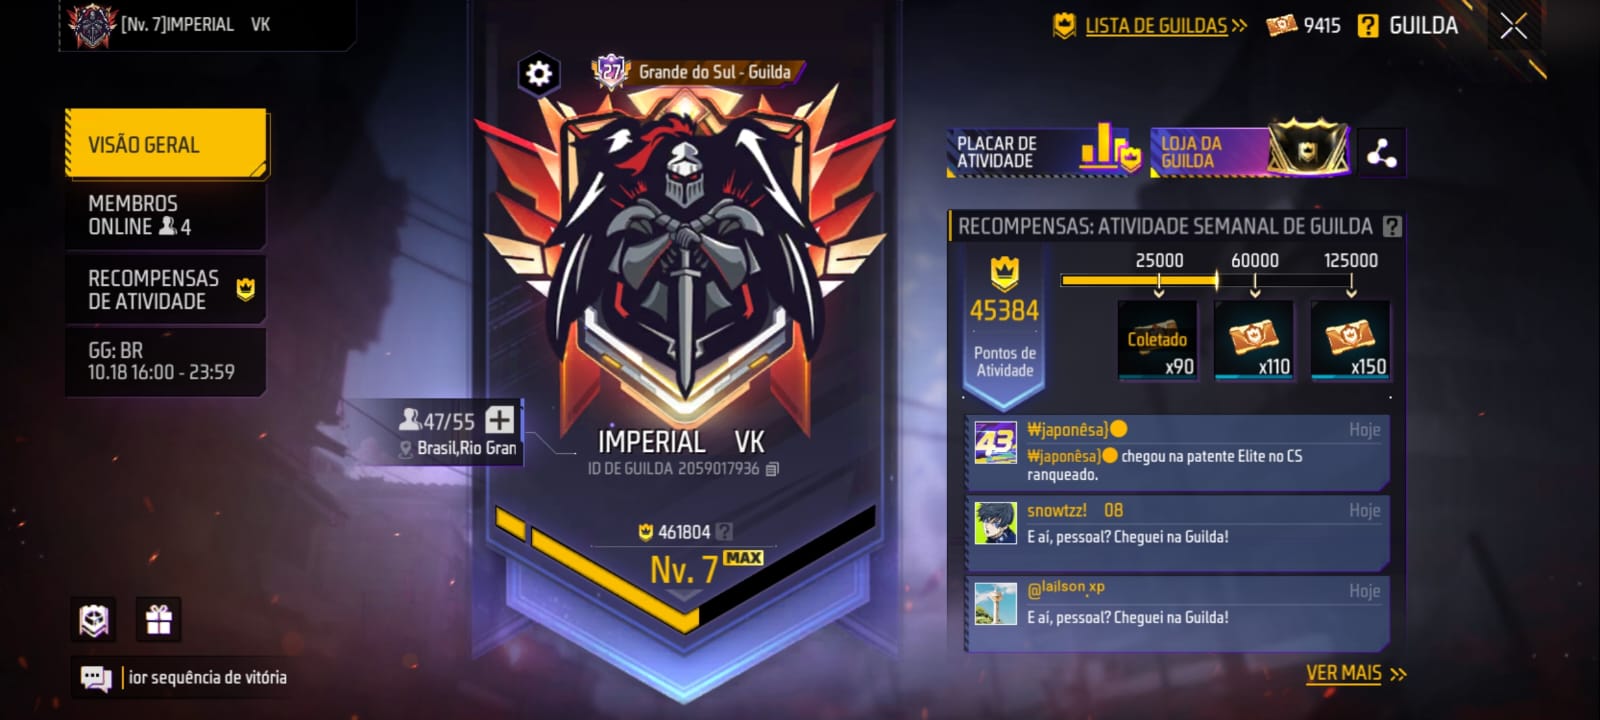 [Nv. 7]IMPERIAL VK
LISTA DE GUILDAS >>
9415
? GUILDA
VISÃO GERAL
MEMBROS
ONLINE 4
RECOMPENSAS
DE ATIVIDADE
GG: BR
10.18 16:00 - 23:59
27 Grande do Sul - Guilda
47/55 +
Brasil,Rio Gran
IMPERIAL VK
ID DE GUILDA 2059017936
461804 ?
Nv. 7 MAX
ior sequência de vitória
PLACAR DE
ATIVIDADE
LOJA DA
GUILDA
RECOMPENSAS: ATIVIDADE SEMANAL DE GUILDA ?
25000 60000 125000
45384
Pontos de
Atividade
Coletado
x90 x110 x150
43
₩japonêsa}🟡 Hoje
₩japonêsa}🟡 chegou na patente Elite no CS
ranqueado.
snowtzz! 08 Hoje
E aí, pessoal? Cheguei na Guilda!
@lailson.xp Hoje
E aí, pessoal? Cheguei na Guilda!
VER MAIS >>